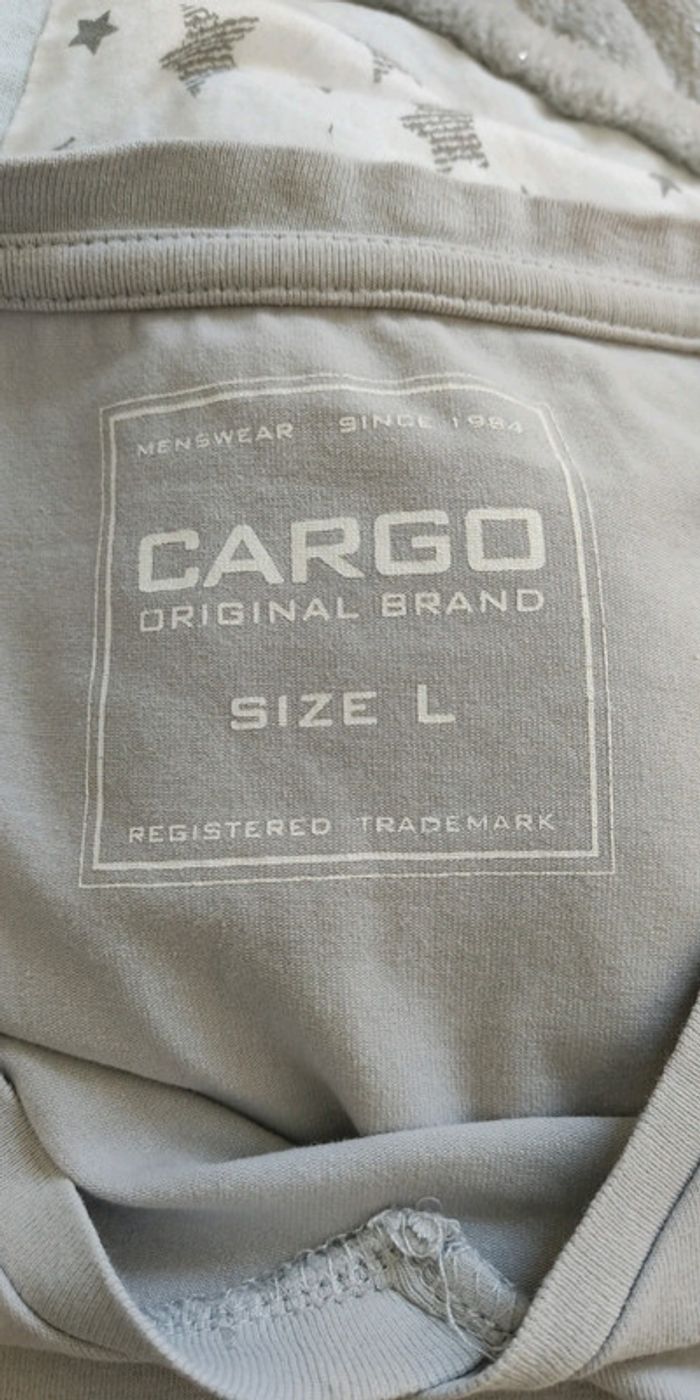 MENSWEAR SINCE 1984
CARGO
ORIGINAL BRAND
SIZE L
REGISTERED TRADEMARK